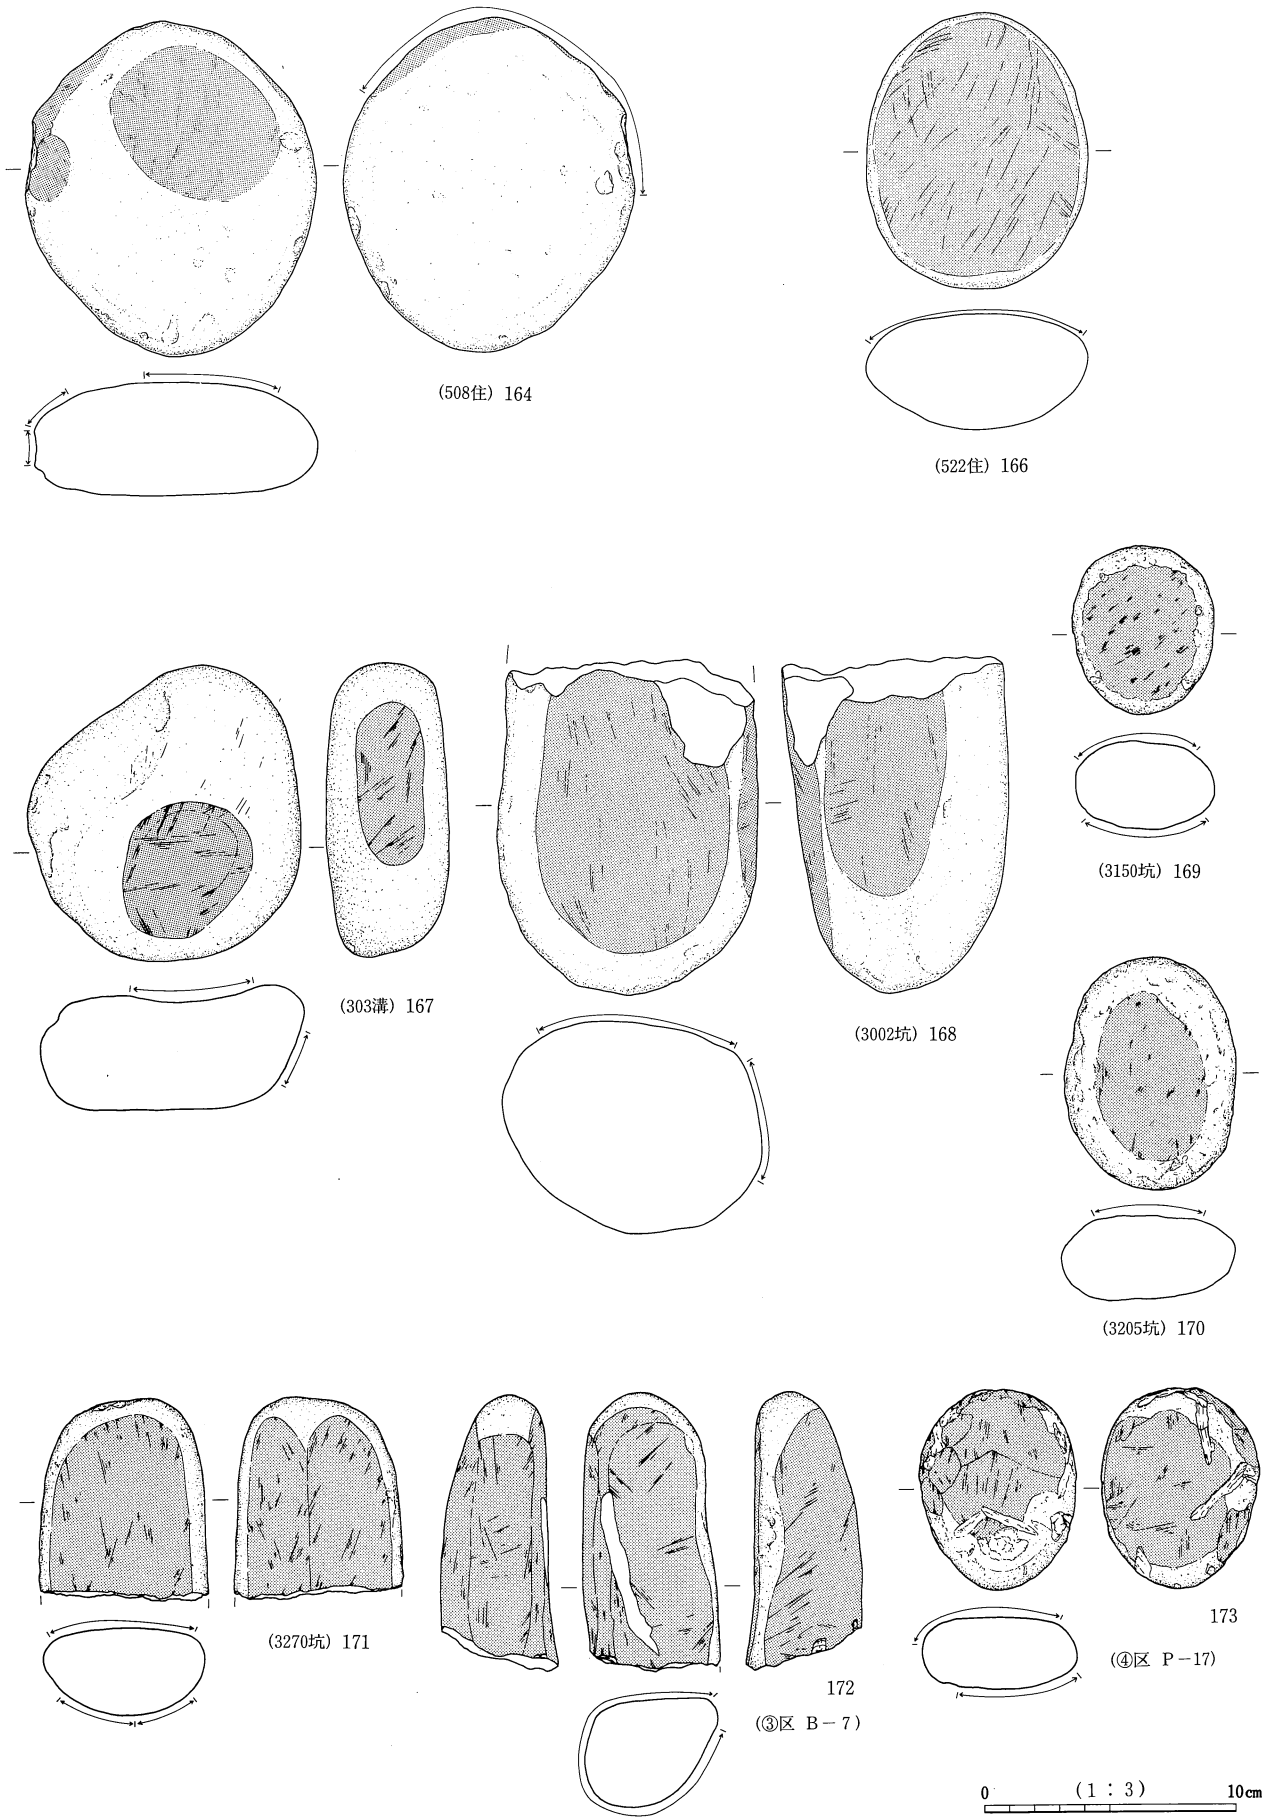 (508住) 164
(522住) 166
(3150坑) 169
(303溝) 167
(3002坑) 168
(3205坑) 170
(3270坑) 171
172
(③区 B-7)
173
(④区 P-17)
0 (1:3) 10cm